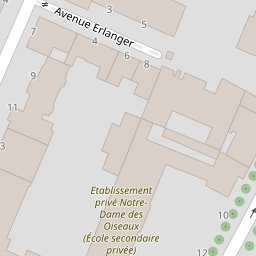 Avenue Erlanger
3
5
7
4
6
8
9
11
3
Etablissement
privé Notre-
Dame des
Oiseaux
(École secondaire
privée)
10
12